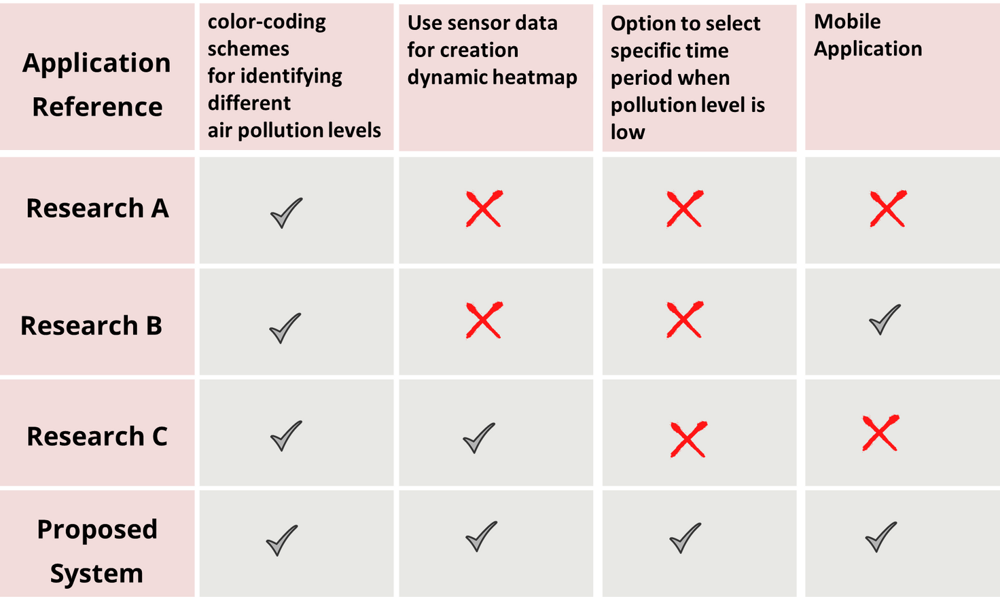 Application
Reference
color-coding
schemes
for identifying
different
air pollution levels
Use sensor data
for creation
dynamic heatmap
Option to select
specific time
period when
pollution level is
low
Mobile
Application
Research A
Research B
Research C
Proposed
System